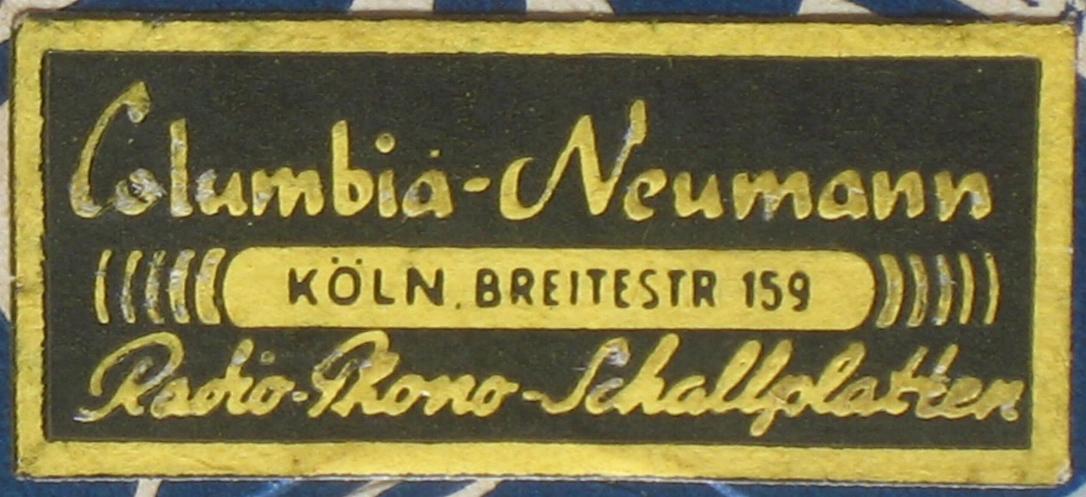 Columbia-Neumann
KÖLN, BREITESTR 159
Radio-Phono-Schallplatten